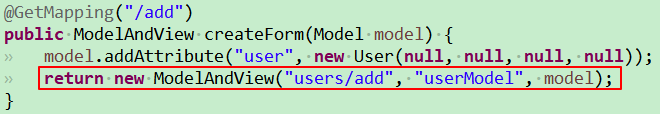 @GetMapping("/add")
public ModelAndView createForm(Model model) {
» model.addAttribute("user", new User(null, null, null, null));
» return new ModelAndView("users/add", "userModel", model);
}